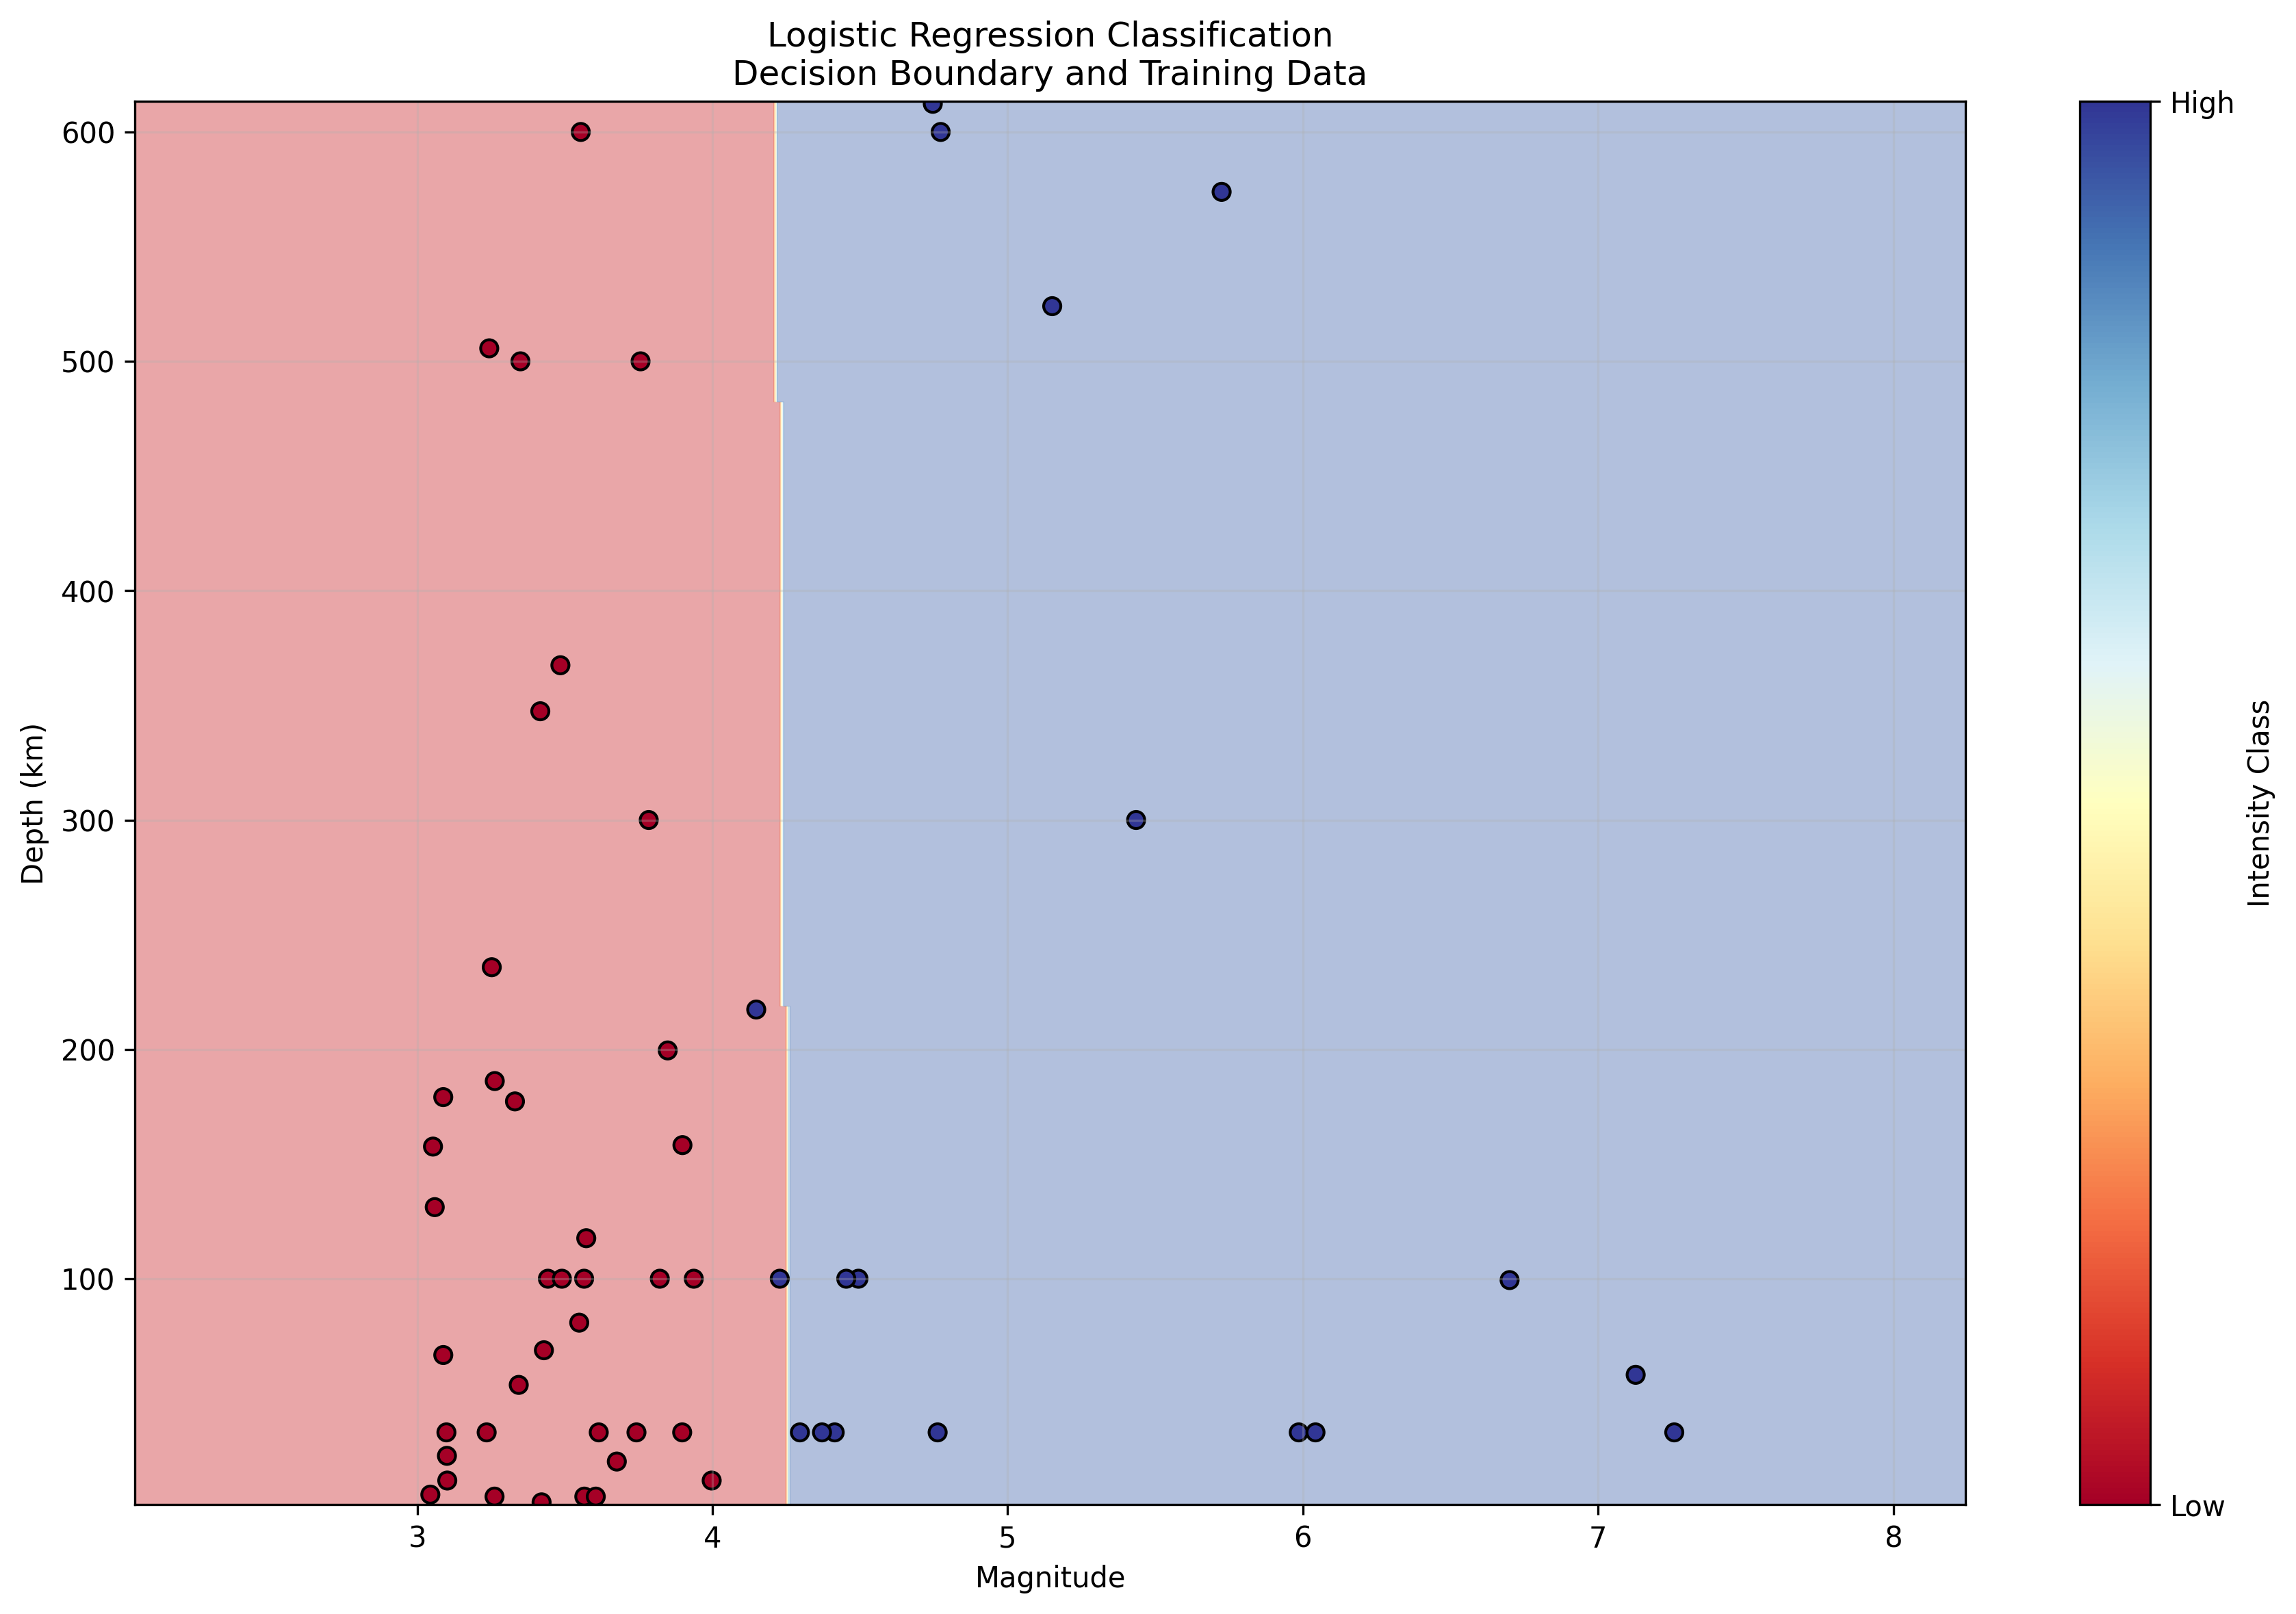 Logistic Regression Classification
Decision Boundary and Training Data
600
500
400
300
200
100
Depth (km)
3 4 5 6 7 8
Magnitude
High
Low
Intensity Class